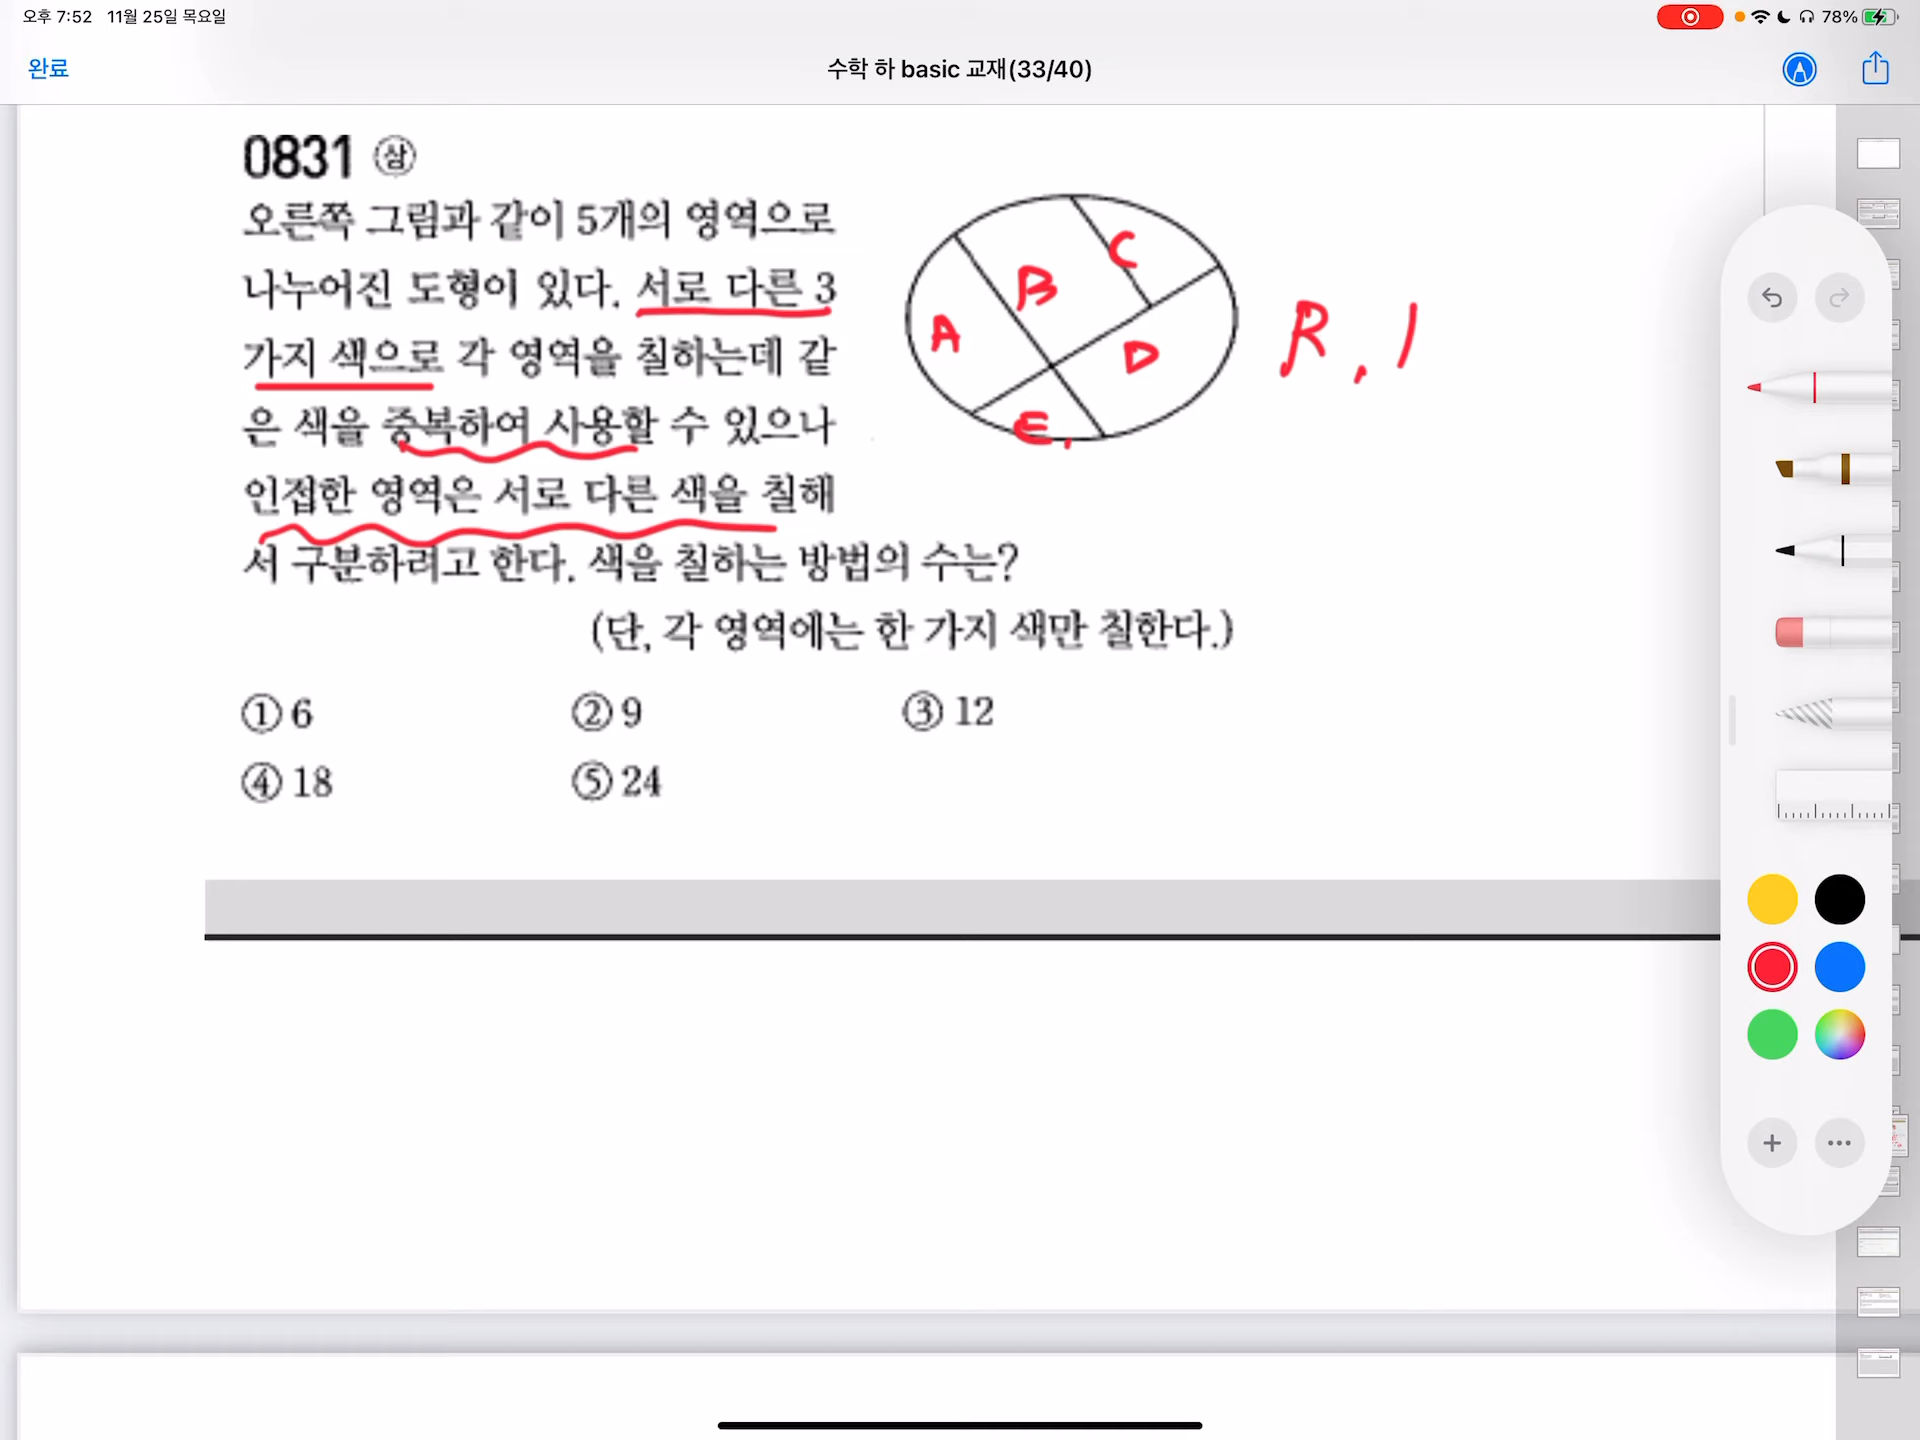 오후 7:52 11월 25일 목요일
78%
완료
수학 하 basic 교재(33/40)
0831 상
오른쪽 그림과 같이 5개의 영역으로
나누어진 도형이 있다. 서로 다른 3
가지 색으로 각 영역을 칠하는데 같
은 색을 중복하여 사용할 수 있으나
인접한 영역은 서로 다른 색을 칠해
서 구분하려고 한다. 색을 칠하는 방법의 수는?
(단, 각 영역에는 한 가지 색만 칠한다.)
A
B
C
D
E.
R, 1
① 6
② 9
③ 12
④ 18
⑤ 24